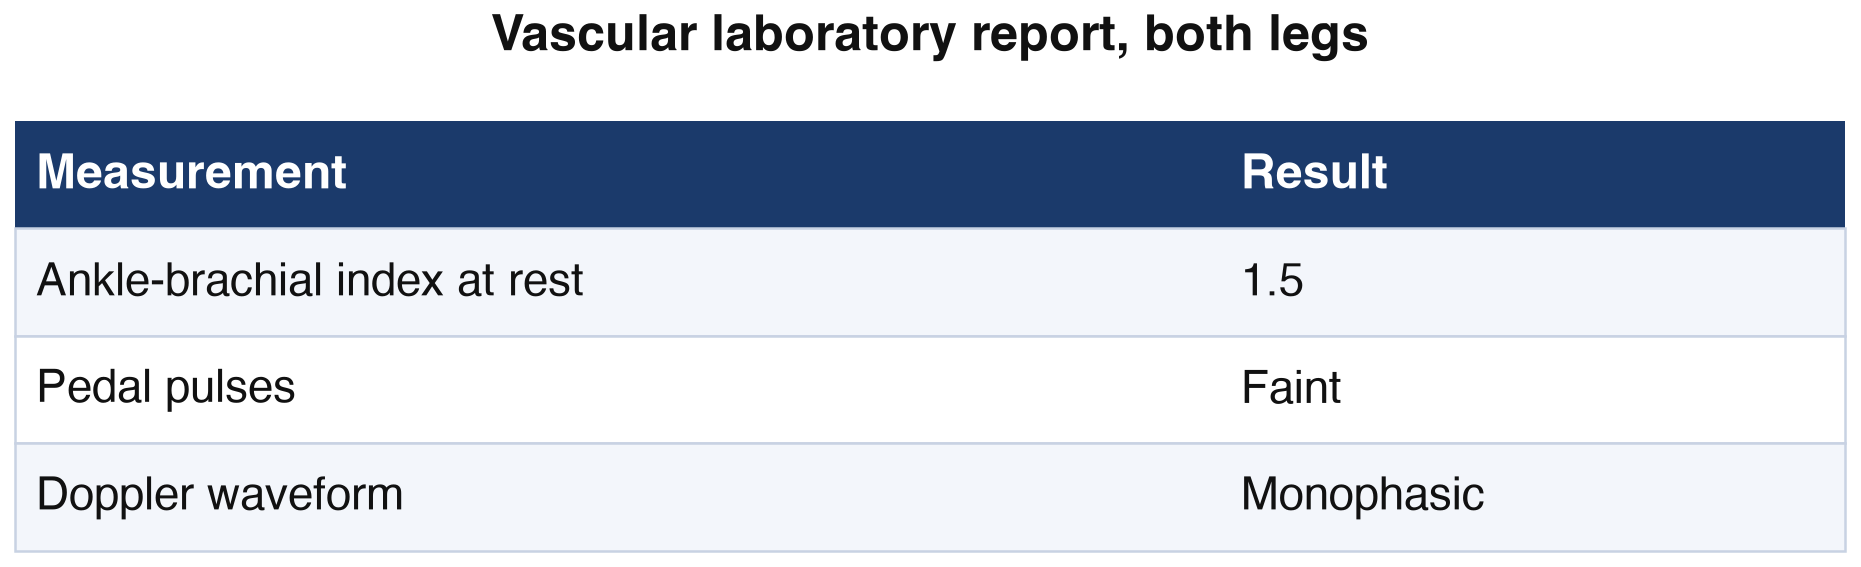 Vascular laboratory report, both legs
Measurement Result
Ankle-brachial index at rest 1.5
Pedal pulses Faint
Doppler waveform Monophasic